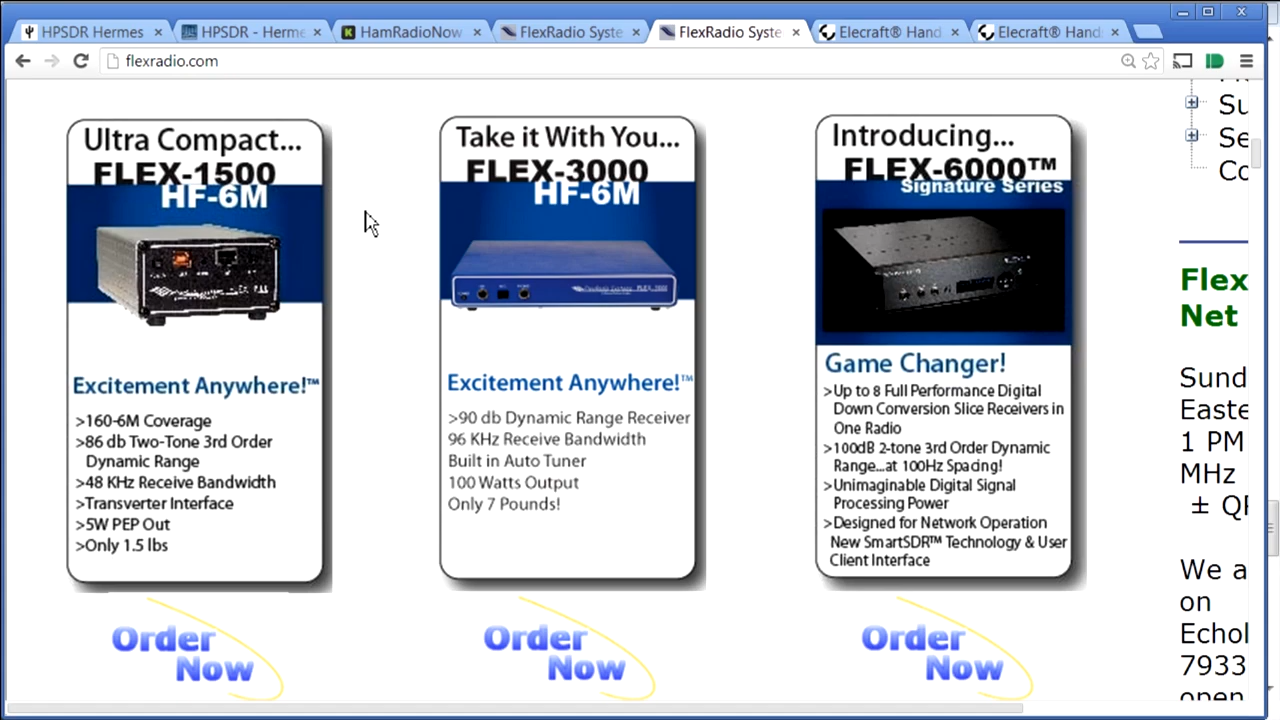 HPSDR Hermes
HPSDR - Herme
HamRadioNow
FlexRadio Syste
FlexRadio Syste
Elecraft® Hand
Elecraft® Hand
flexradio.com
Ultra Compact...
FLEX-1500
HF-6M
Excitement Anywhere!™
>160-6M Coverage
>86 db Two-Tone 3rd Order
Dynamic Range
>48 KHz Receive Bandwidth
>Transverter Interface
>5W PEP Out
>Only 1.5 lbs
Order
Now
Take it With You...
FLEX-3000
HF-6M
Excitement Anywhere!™
>90 db Dynamic Range Receiver
96 KHz Receive Bandwidth
Built in Auto Tuner
100 Watts Output
Only 7 Pounds!
Order
Now
Introducing...
FLEX-6000™
Signature Series
Game Changer!
>Up to 8 Full Performance Digital
Down Conversion Slice Receivers in
One Radio
>100dB 2-tone 3rd Order Dynamic
Range...at 100Hz Spacing!
>Unimaginable Digital Signal
Processing Power
>Designed for Network Operation
New SmartSDR™ Technology & User
Client Interface
Order
Now
Su
Se
Co
Flex
Net
Sund
Easte
1 PM
MHz
± QR
We a
on
Echol
7933
open